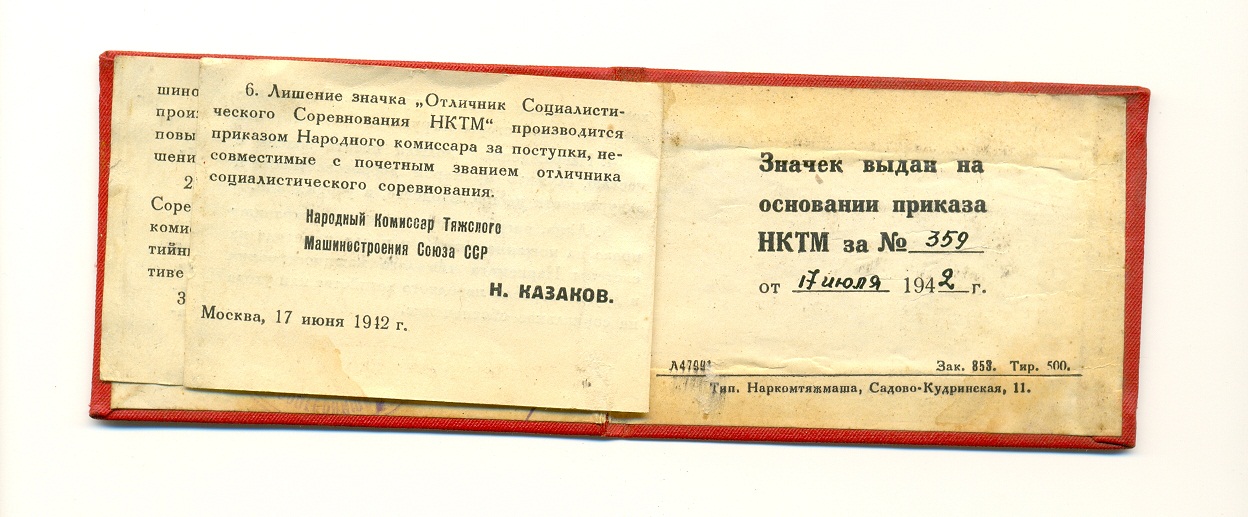 шино
произ
повы
шени
2
Соре
коми
тийн
тиве
3
6. Лишение значка „Отличник Социалисти-
ческого Соревнования НКТМ“ производится
приказом Народного комиссара за поступки, не-
совместимые с почетным званием отличника
социалистического соревнования.
Народный Комиссар Тяжслого
Машиностроения Союза ССР
Н. КАЗАКОВ.
Москва, 17 июня 1942 г.
Значек выдан на
основании приказа
НКТМ за № 359
от 17 июля 1942 г.
Зак. 858. Тир. 500.
Тип. Наркомтяжмаша, Садово-Кудринская, 11.